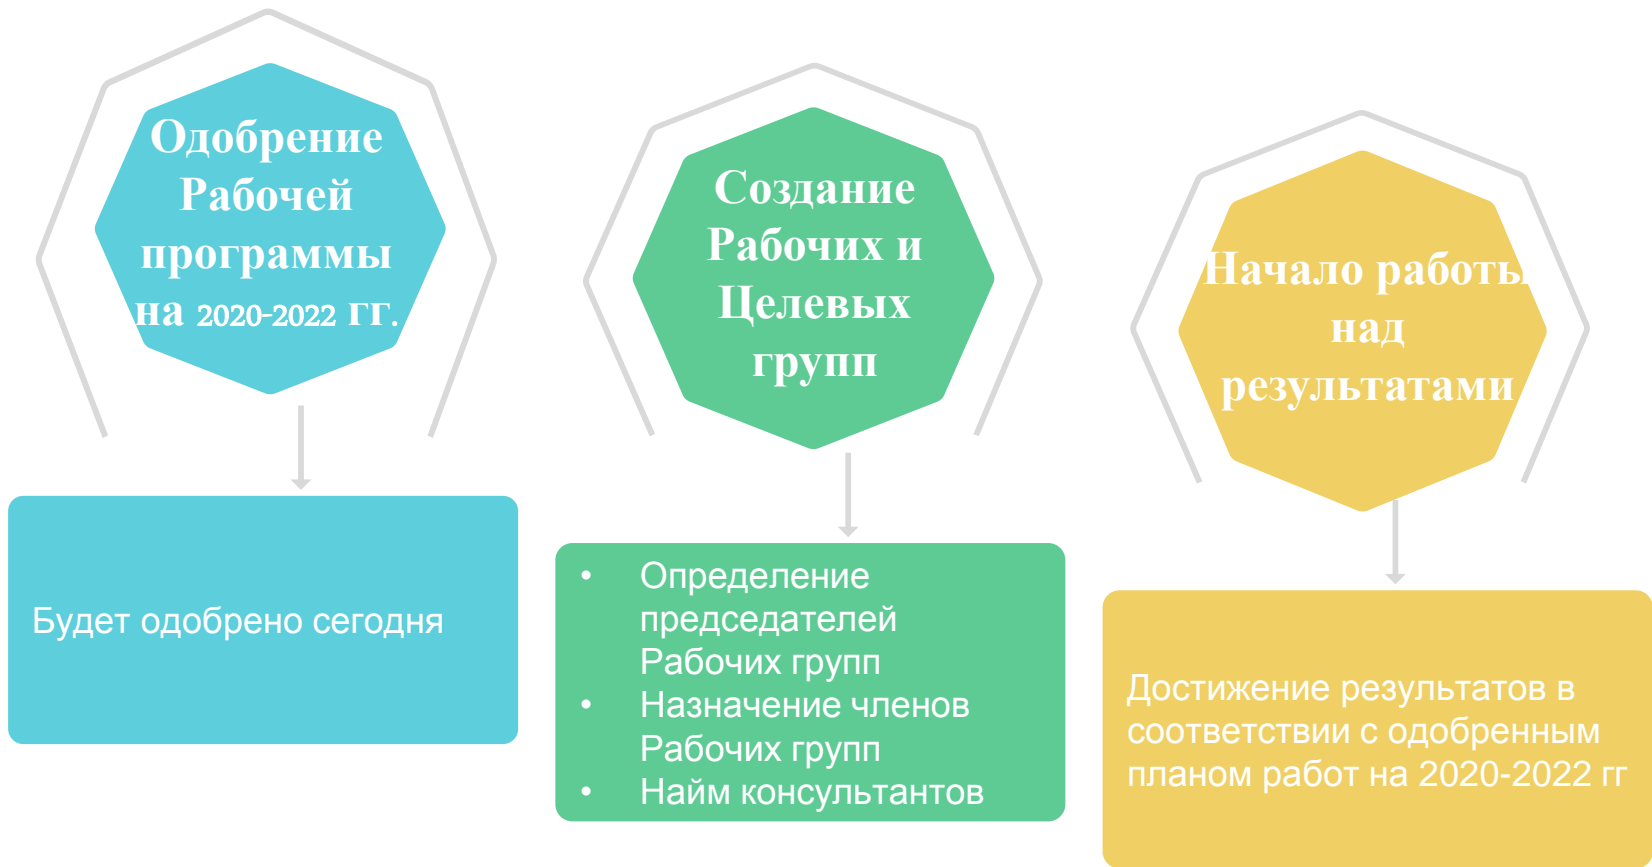 Одобрение
Рабочей
программы
на 2020-2022 гг.
Будет одобрено сегодня
Создание
Рабочих и
Целевых
групп
• Определение
председателей
Рабочих групп
• Назначение членов
Рабочих групп
• Найм консультантов
Начало работы
над
результатами
Достижение результатов в
соответствии с одобренным
планом работ на 2020-2022 гг